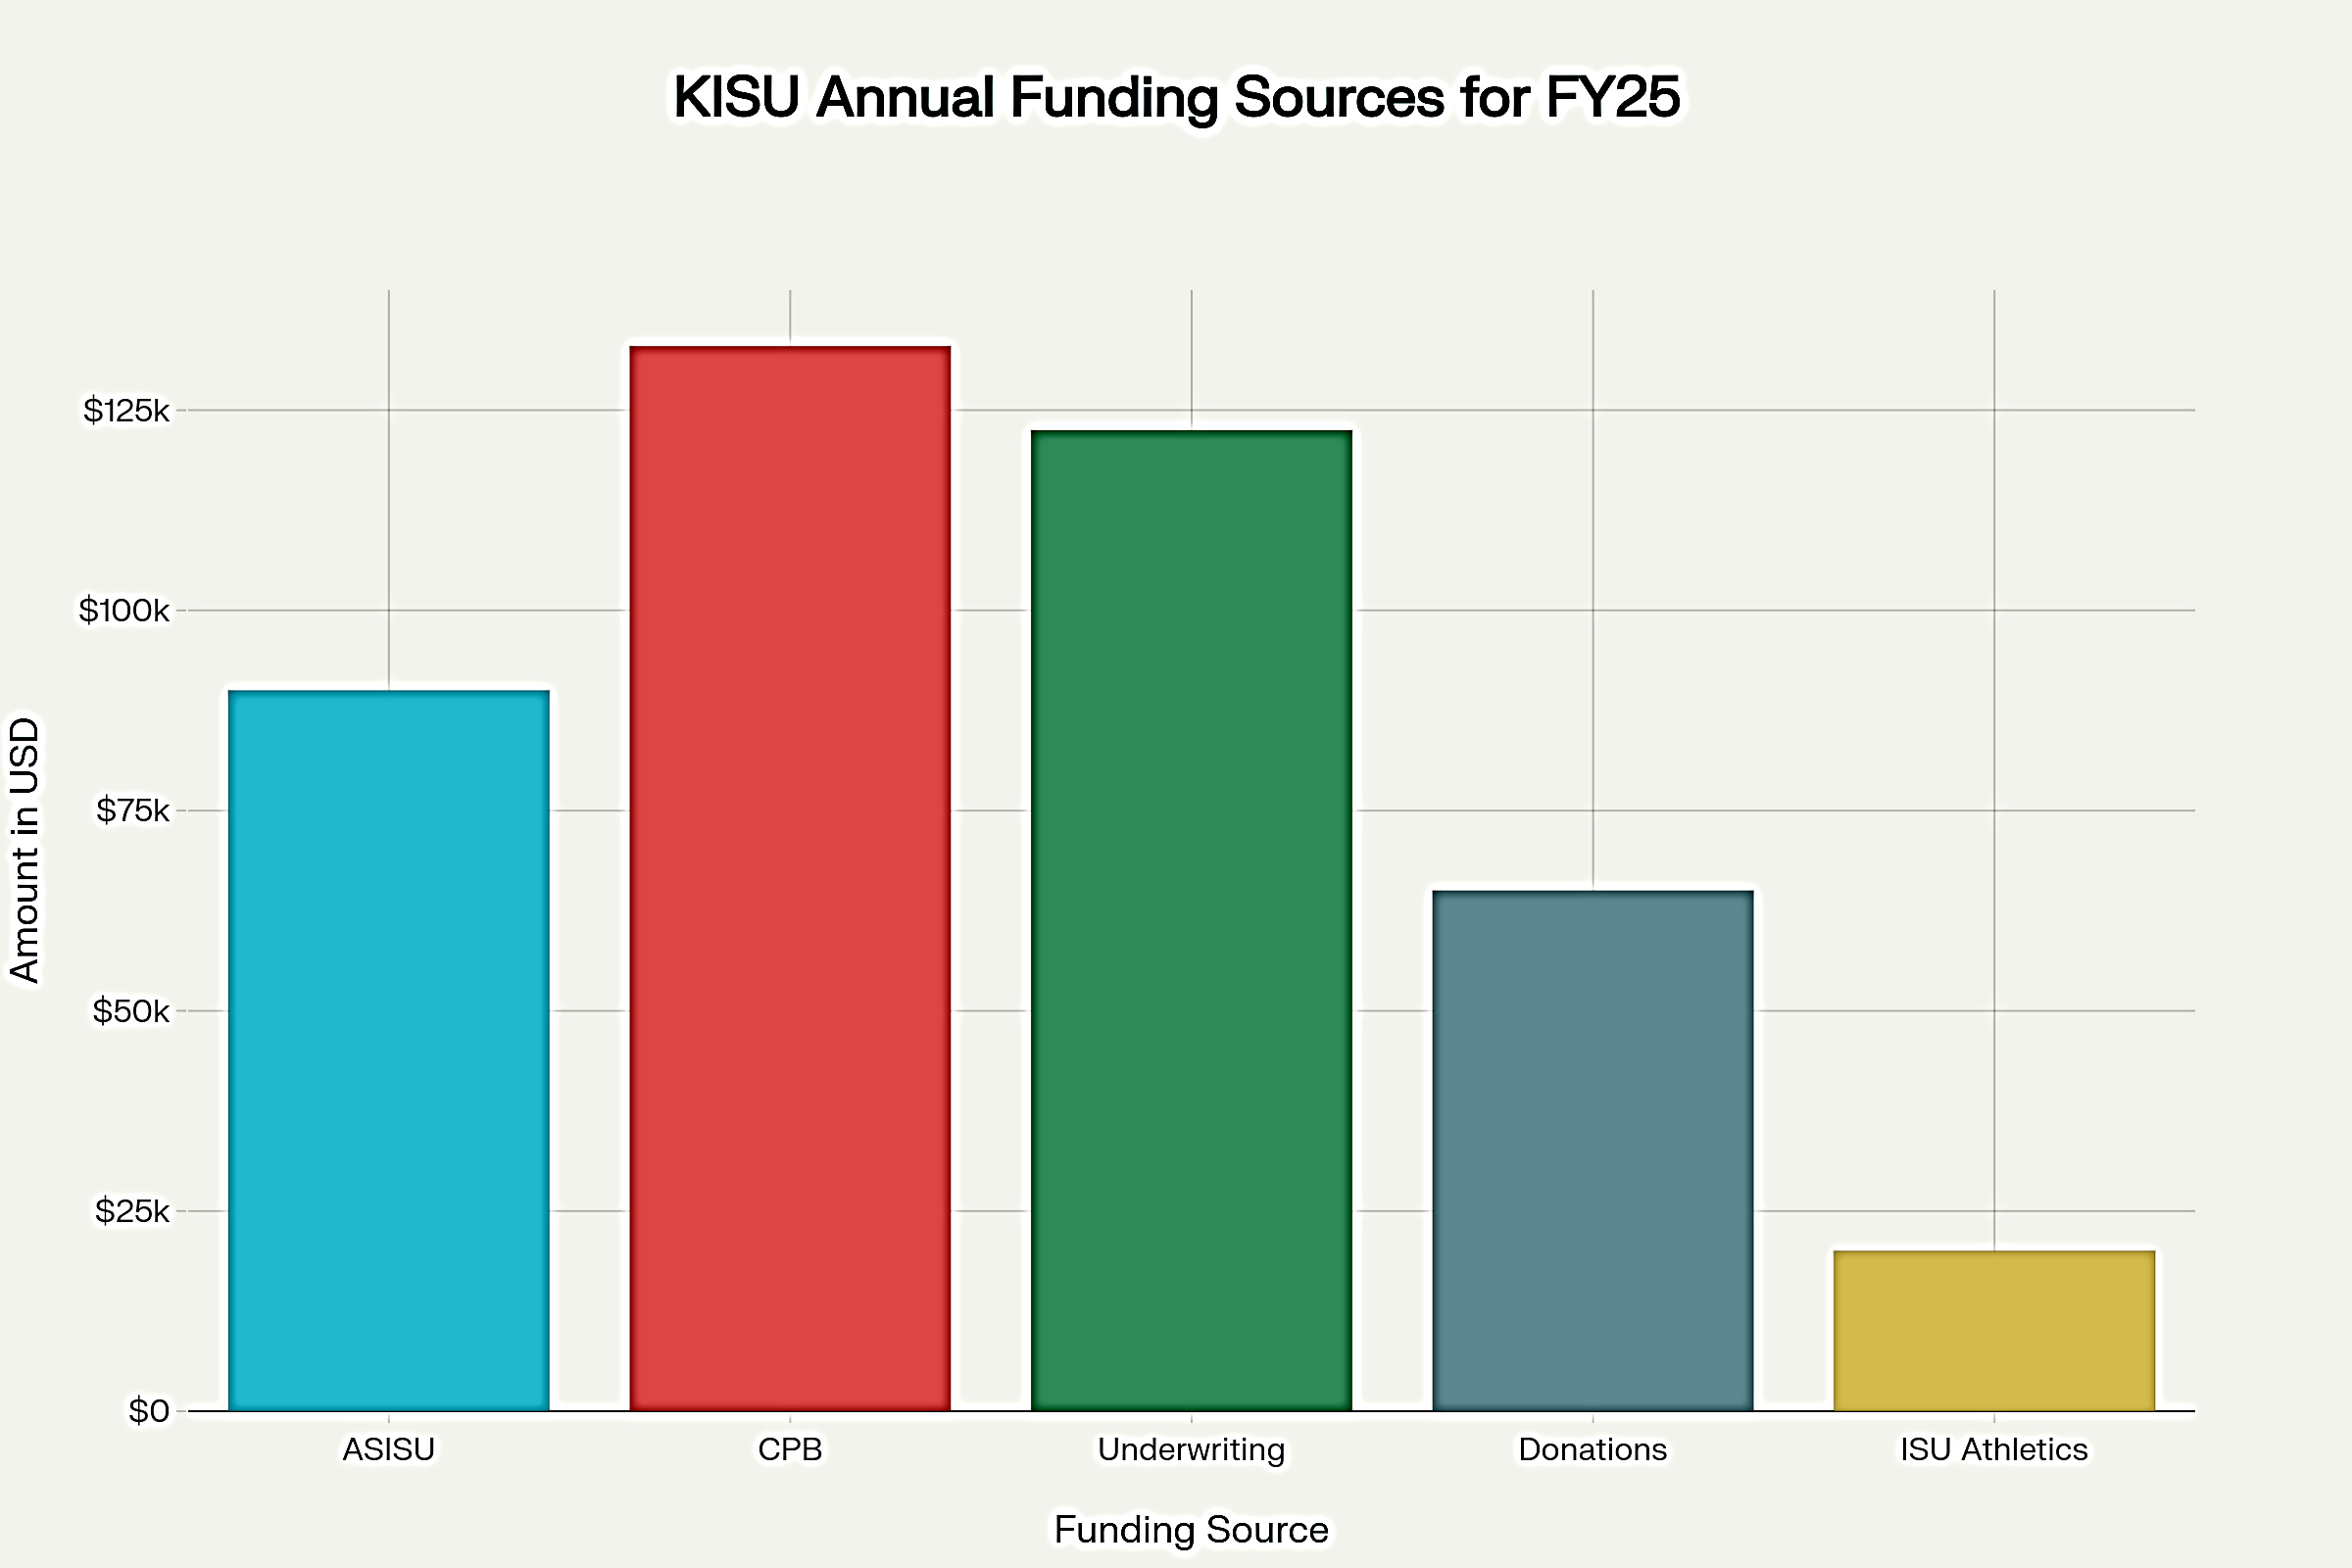 KISU Annual Funding Sources for FY25
Amount in USD
$125k
$100k
$75k
$50k
$25k
$0
ASISU
CPB
Underwriting
Donations
ISU Athletics
Funding Source